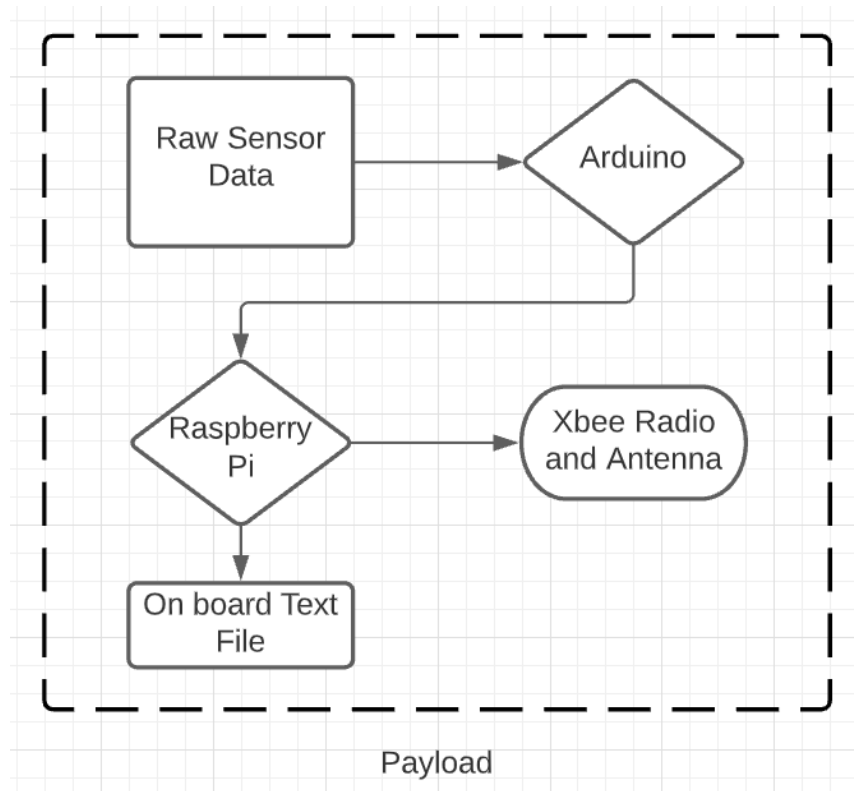 Raw Sensor
Data
Arduino
Raspberry
Pi
Xbee Radio
and Antenna
On board Text
File
Payload